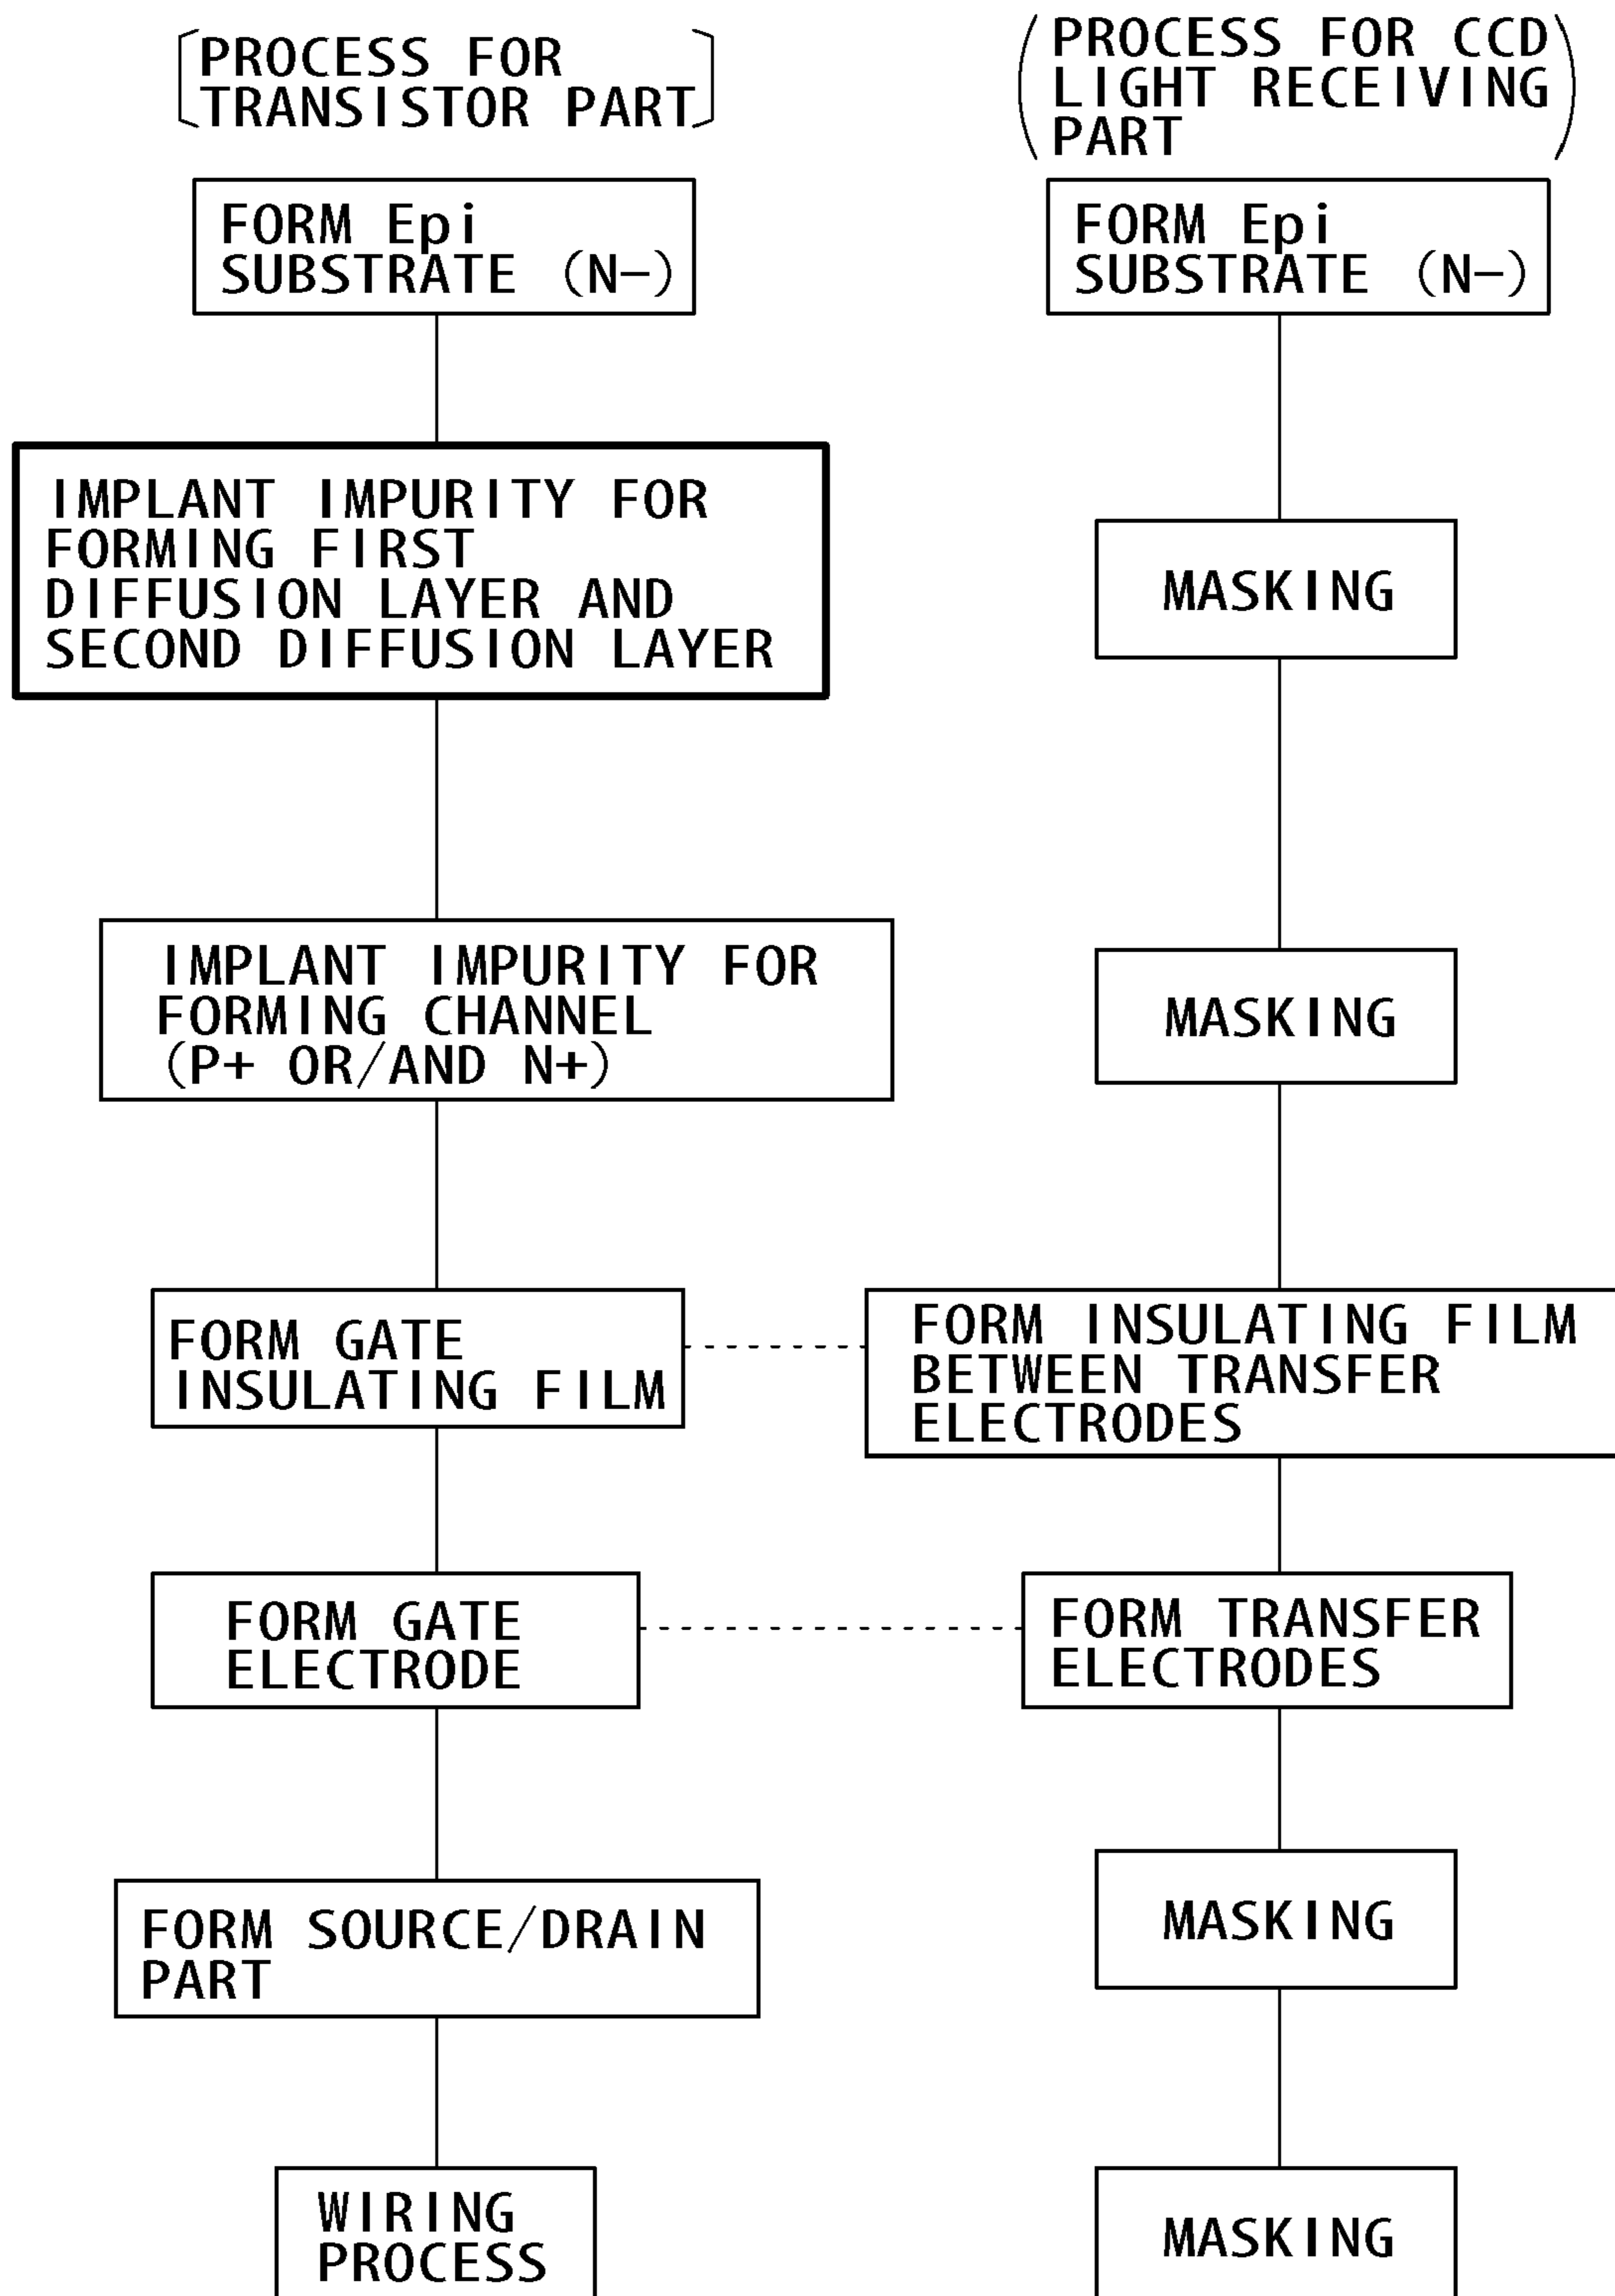 PROCESS FOR
TRANSISTOR PART
FORM Epi
SUBSTRATE (N−)
IMPLANT IMPURITY FOR
FORMING FIRST
DIFFUSION LAYER AND
SECOND DIFFUSION LAYER
IMPLANT IMPURITY FOR
FORMING CHANNEL
(P+ OR/AND N+)
FORM GATE
INSULATING FILM
FORM GATE
ELECTRODE
FORM SOURCE/DRAIN
PART
WIRING
PROCESS
PROCESS FOR CCD
LIGHT RECEIVING
PART
FORM Epi
SUBSTRATE (N−)
MASKING
MASKING
FORM INSULATING FILM
BETWEEN TRANSFER
ELECTRODES
FORM TRANSFER
ELECTRODES
MASKING
MASKING